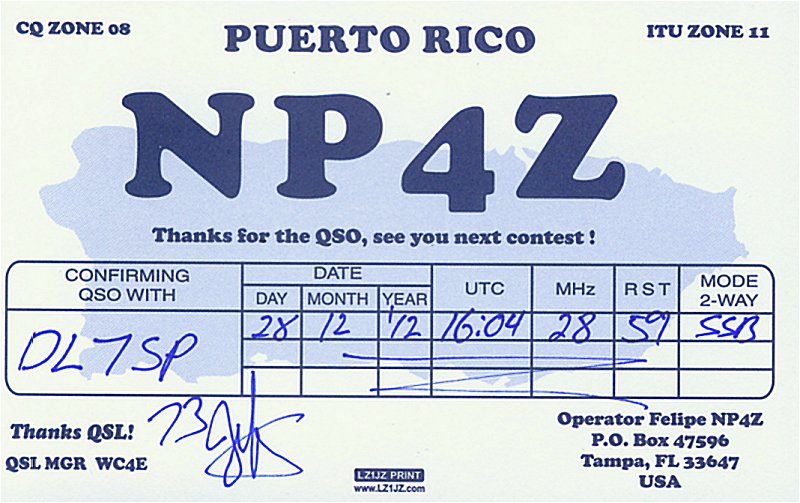 CQ ZONE 08
PUERTO RICO
ITU ZONE 11
NP4Z
Thanks for the QSO, see you next contest !
CONFIRMING QSO WITH DATE UTC MHz RST MODE 2-WAY
DAY MONTH YEAR
DL7SP 28 12 '12 16:04 28 59 SSB
Thanks QSL!
73
QSL MGR WC4E
LZ1JZ PRINT
www.LZ1JZ.com
Operator Felipe NP4Z
P.O. Box 47596
Tampa, FL 33647
USA